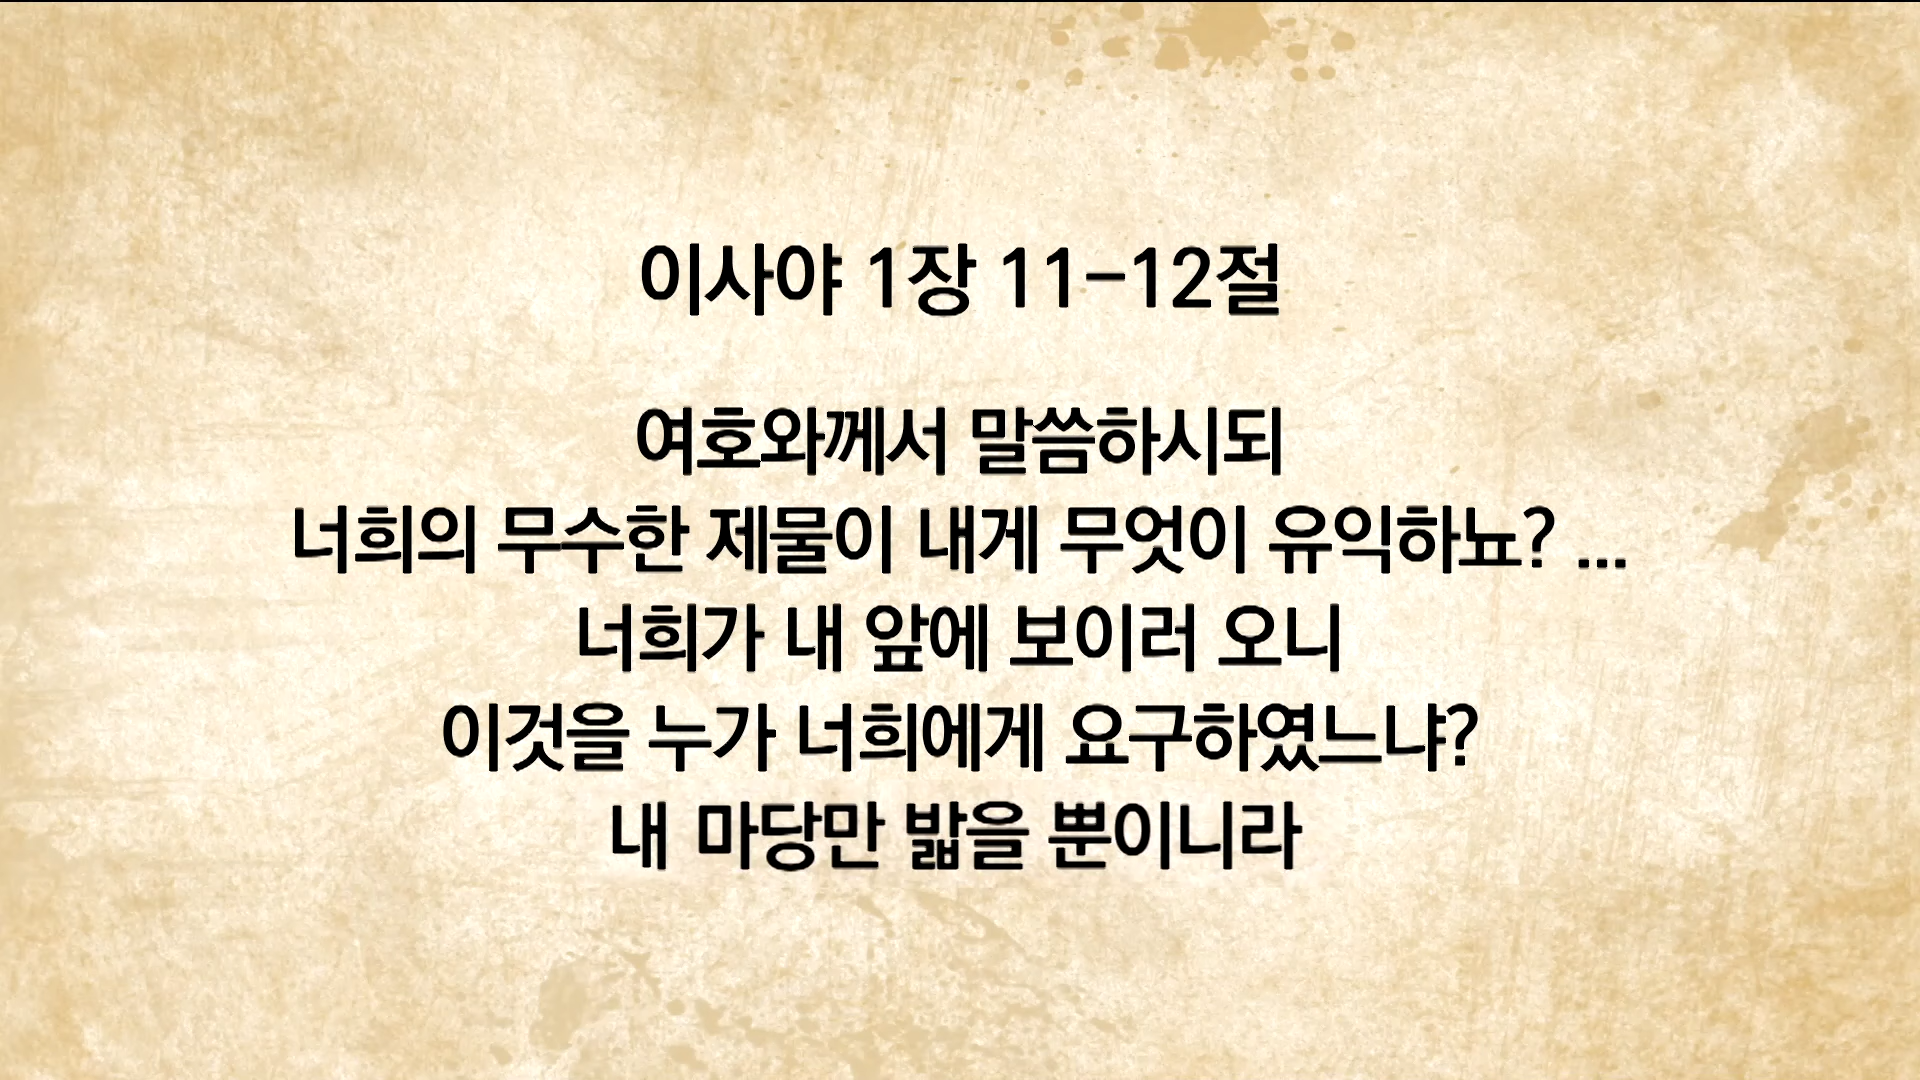 이사야 1장 11-12절
여호와께서 말씀하시되
너희의 무수한 제물이 내게 무엇이 유익하뇨? ...
너희가 내 앞에 보이러 오니
이것을 누가 너희에게 요구하였느냐?
내 마당만 밟을 뿐이니라